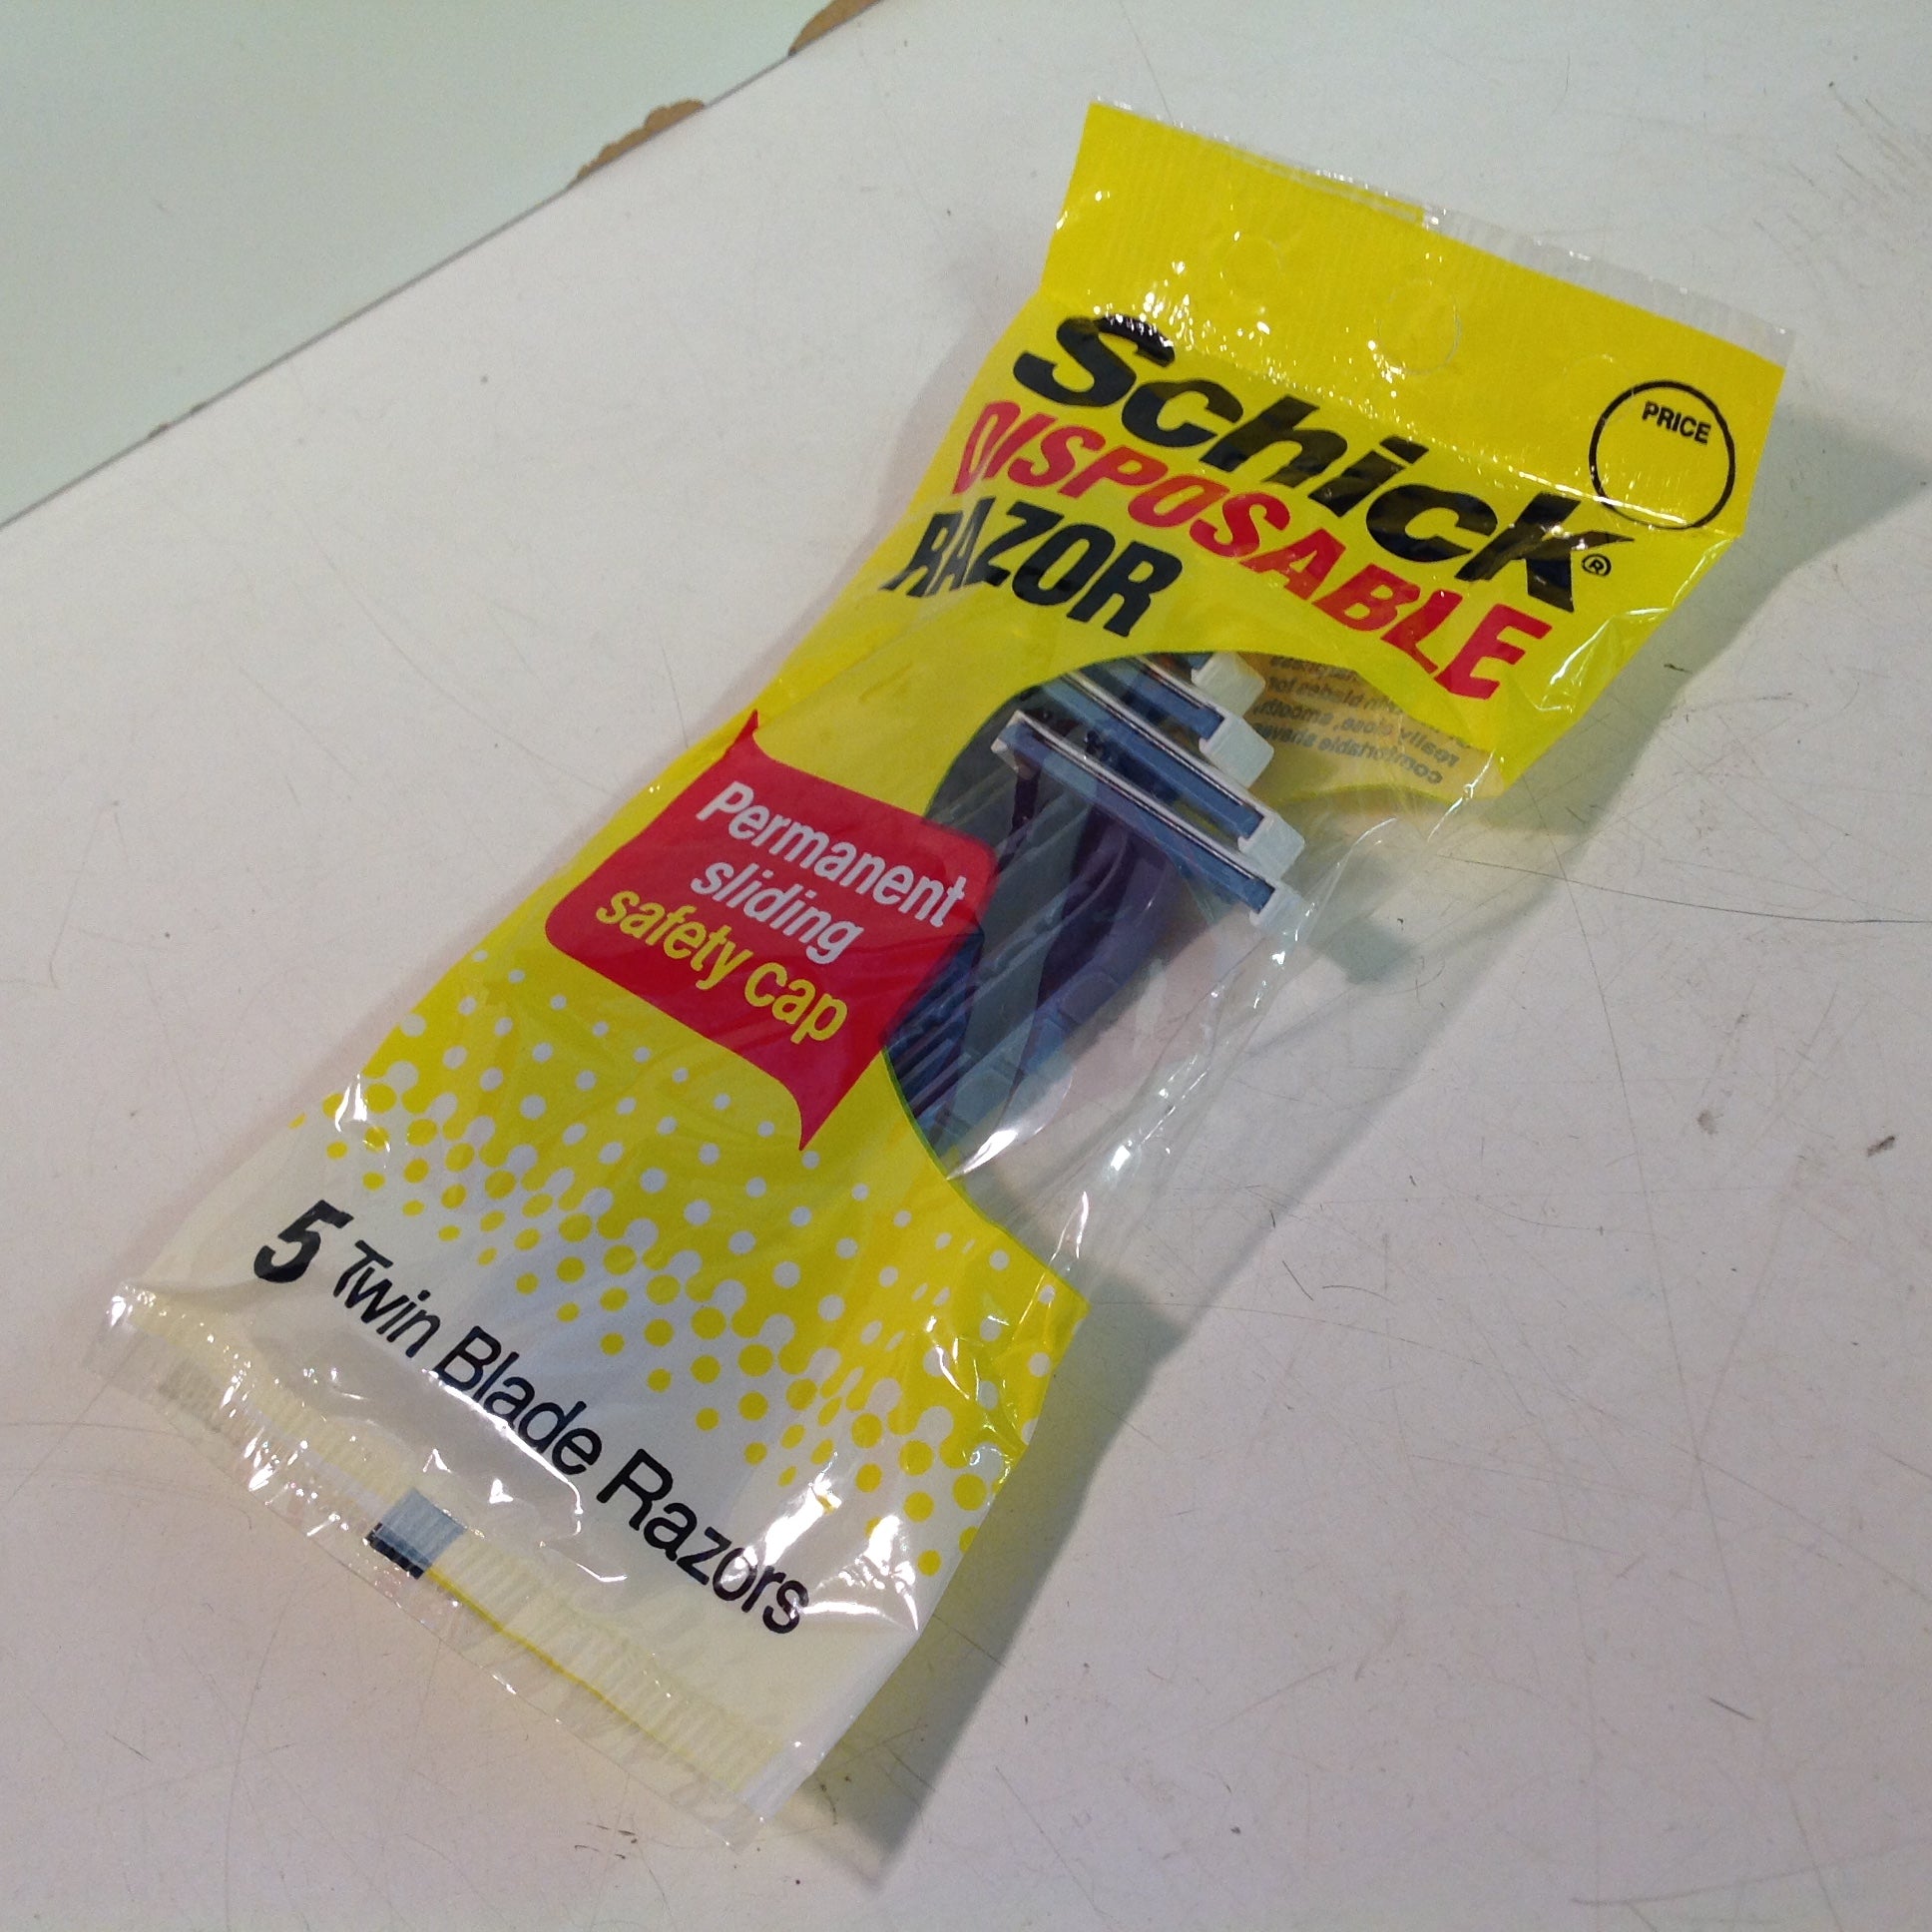 PRICE
Schick®
DISPOSABLE
RAZOR
Permanent
sliding
safety cap
5 Twin Blade Razors